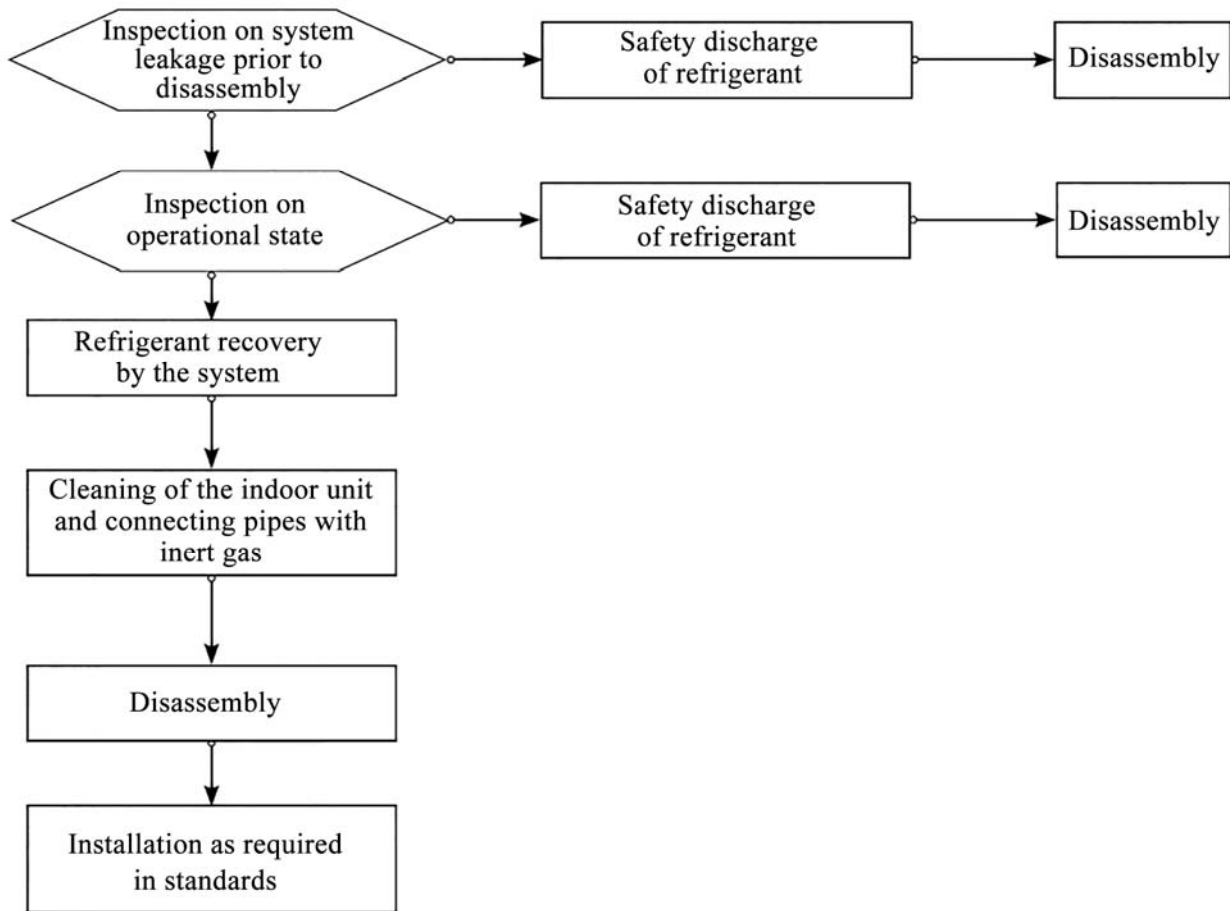 Inspection on system
leakage prior to
disassembly
Safety discharge
of refrigerant
Disassembly
Inspection on
operational state
Safety discharge
of refrigerant
Disassembly
Refrigerant recovery
by the system
Cleaning of the indoor unit
and connecting pipes with
inert gas
Disassembly
Installation as required
in standards